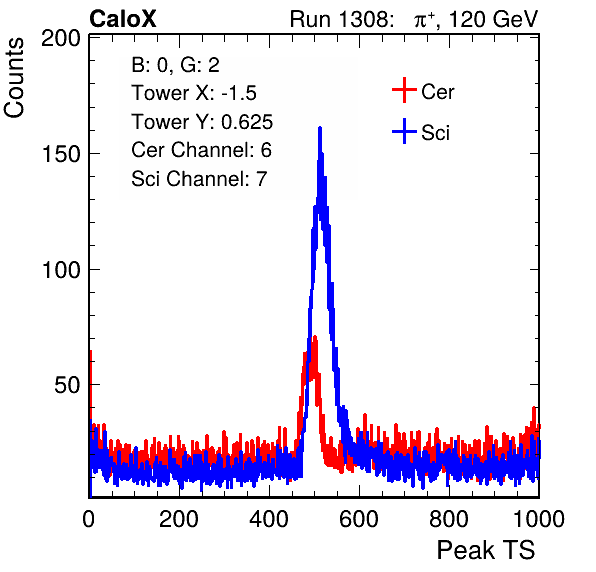 CaloX Run 1308: π⁺, 120 GeV
Counts
200
150
100
50
B: 0, G: 2
Tower X: -1.5
Tower Y: 0.625
Cer Channel: 6
Sci Channel: 7
Cer
Sci
0 200 400 600 800 1000
Peak TS